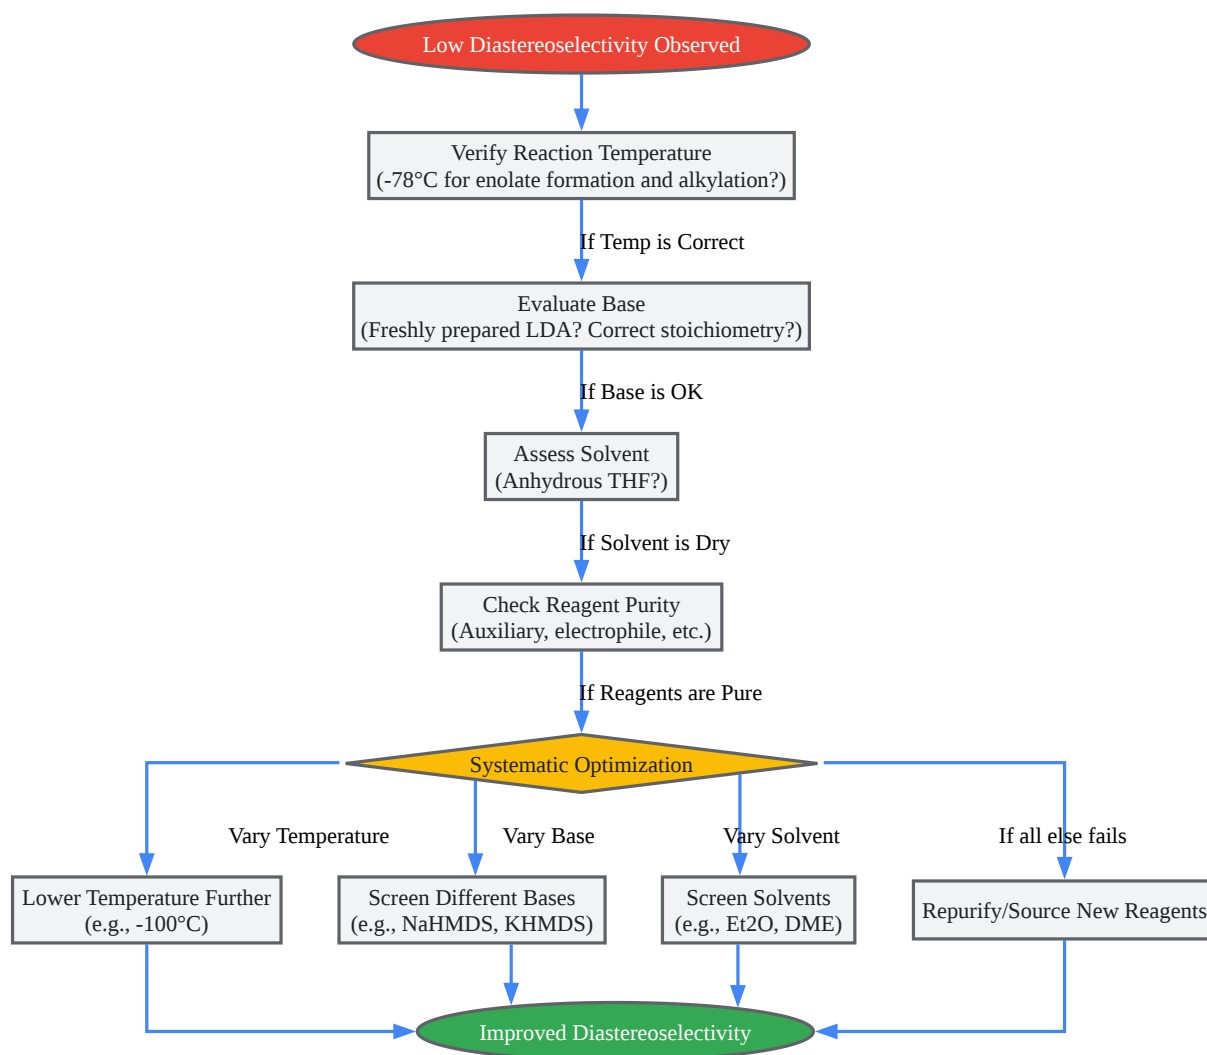 Low Diastereoselectivity Observed
Verify Reaction Temperature
(-78°C for enolate formation and alkylation?)
If Temp is Correct
Evaluate Base
(Freshly prepared LDA? Correct stoichiometry?)
If Base is OK
Assess Solvent
(Anhydrous THF?)
If Solvent is Dry
Check Reagent Purity
(Auxiliary, electrophile, etc.)
If Reagents are Pure
Systematic Optimization
Vary Temperature
Vary Base
Vary Solvent
If all else fails
Lower Temperature Further
(e.g., -100°C)
Screen Different Bases
(e.g., NaHMDS, KHMDS)
Screen Solvents
(e.g., Et2O, DME)
Repurify/Source New Reagents
Improved Diastereoselectivity